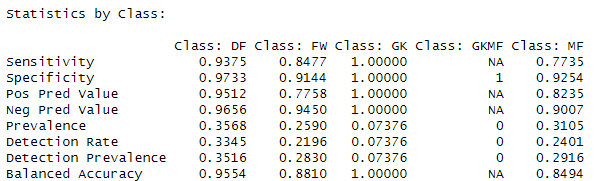 Statistics by Class:
Class: DF Class: FW Class: GK Class: GKMF Class: MF
Sensitivity 0.9375 0.8477 1.00000 NA 0.7735
Specificity 0.9733 0.9144 1.00000 1 0.9254
Pos Pred Value 0.9512 0.7758 1.00000 NA 0.8235
Neg Pred Value 0.9656 0.9450 1.00000 NA 0.9007
Prevalence 0.3568 0.2590 0.07376 0 0.3105
Detection Rate 0.3345 0.2196 0.07376 0 0.2401
Detection Prevalence 0.3516 0.2830 0.07376 0 0.2916
Balanced Accuracy 0.9554 0.8810 1.00000 NA 0.8494